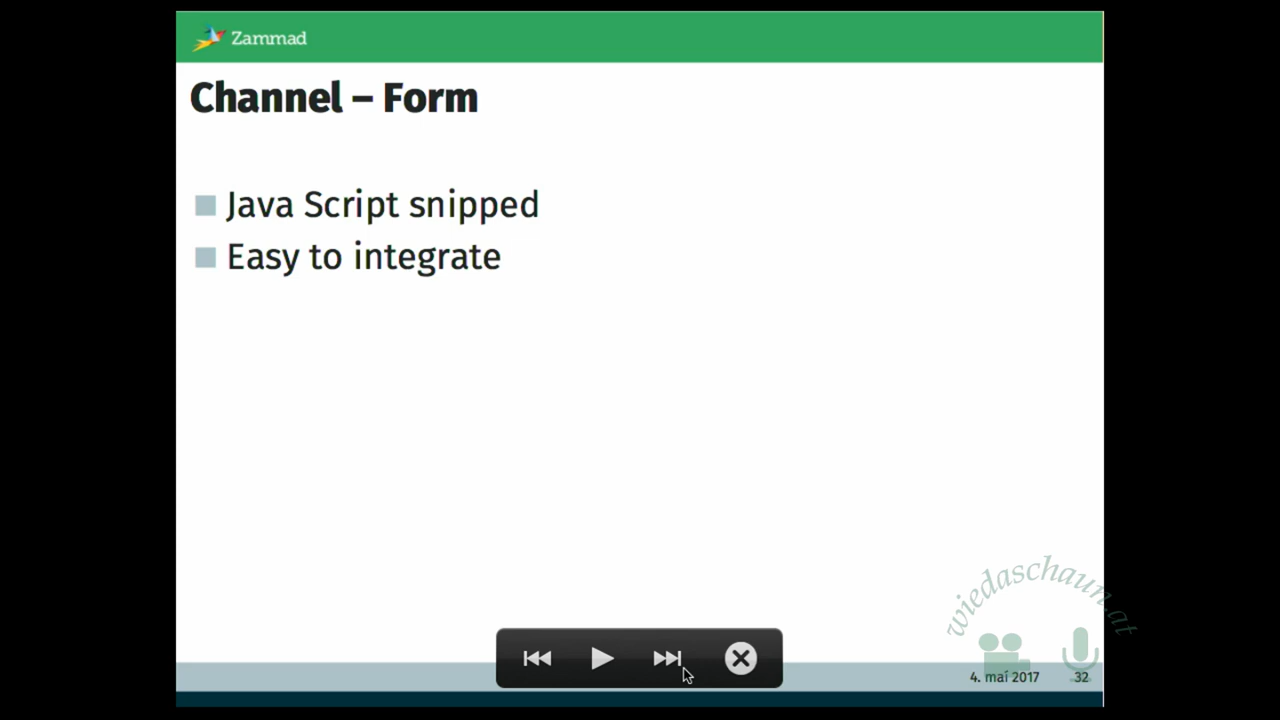 Zammad
Channel – Form
Java Script snipped
Easy to integrate
wiedaschaun.at
4. mai 2017 32